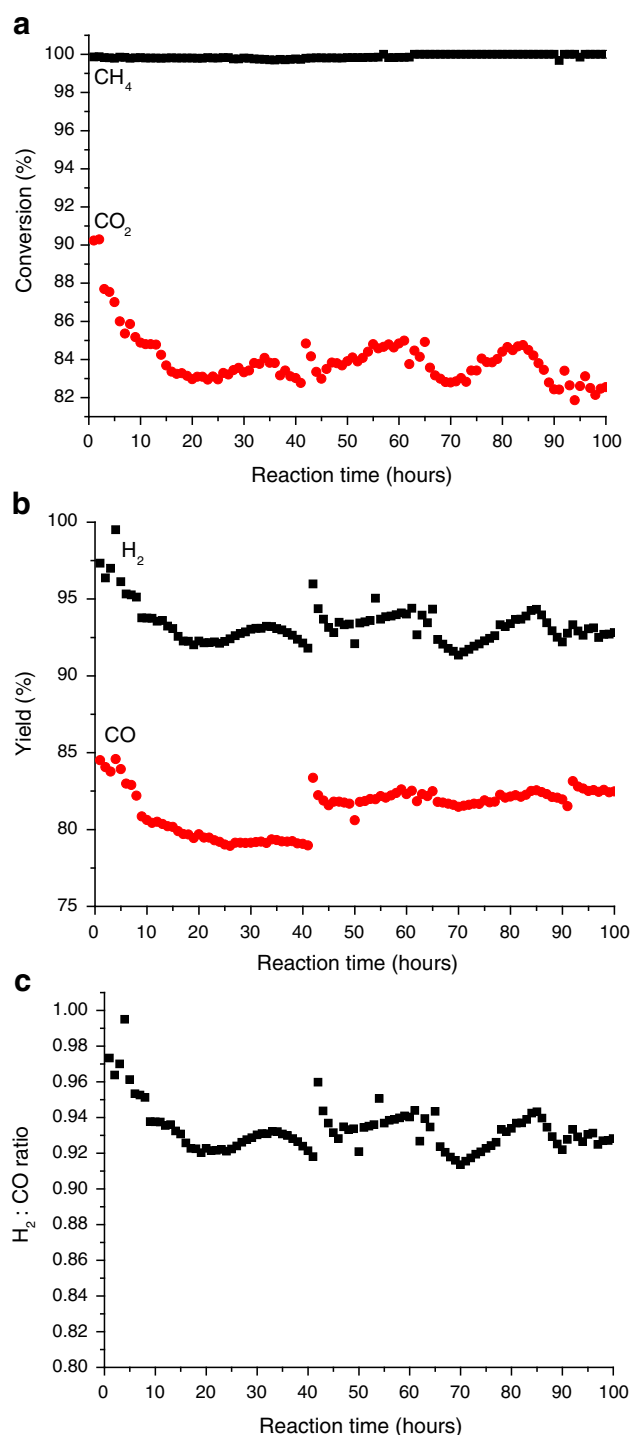 a
100
98
96
94
92
90
88
86
84
82
CH4
CO2
Conversion (%)
0 10 20 30 40 50 60 70 80 90 100
Reaction time (hours)
b
100
95
90
85
80
75
H2
CO
Yield (%)
0 10 20 30 40 50 60 70 80 90 100
Reaction time (hours)
c
1.00
0.98
0.96
0.94
0.92
0.90
0.88
0.86
0.84
0.82
0.80
H2 : CO ratio
0 10 20 30 40 50 60 70 80 90 100
Reaction time (hours)